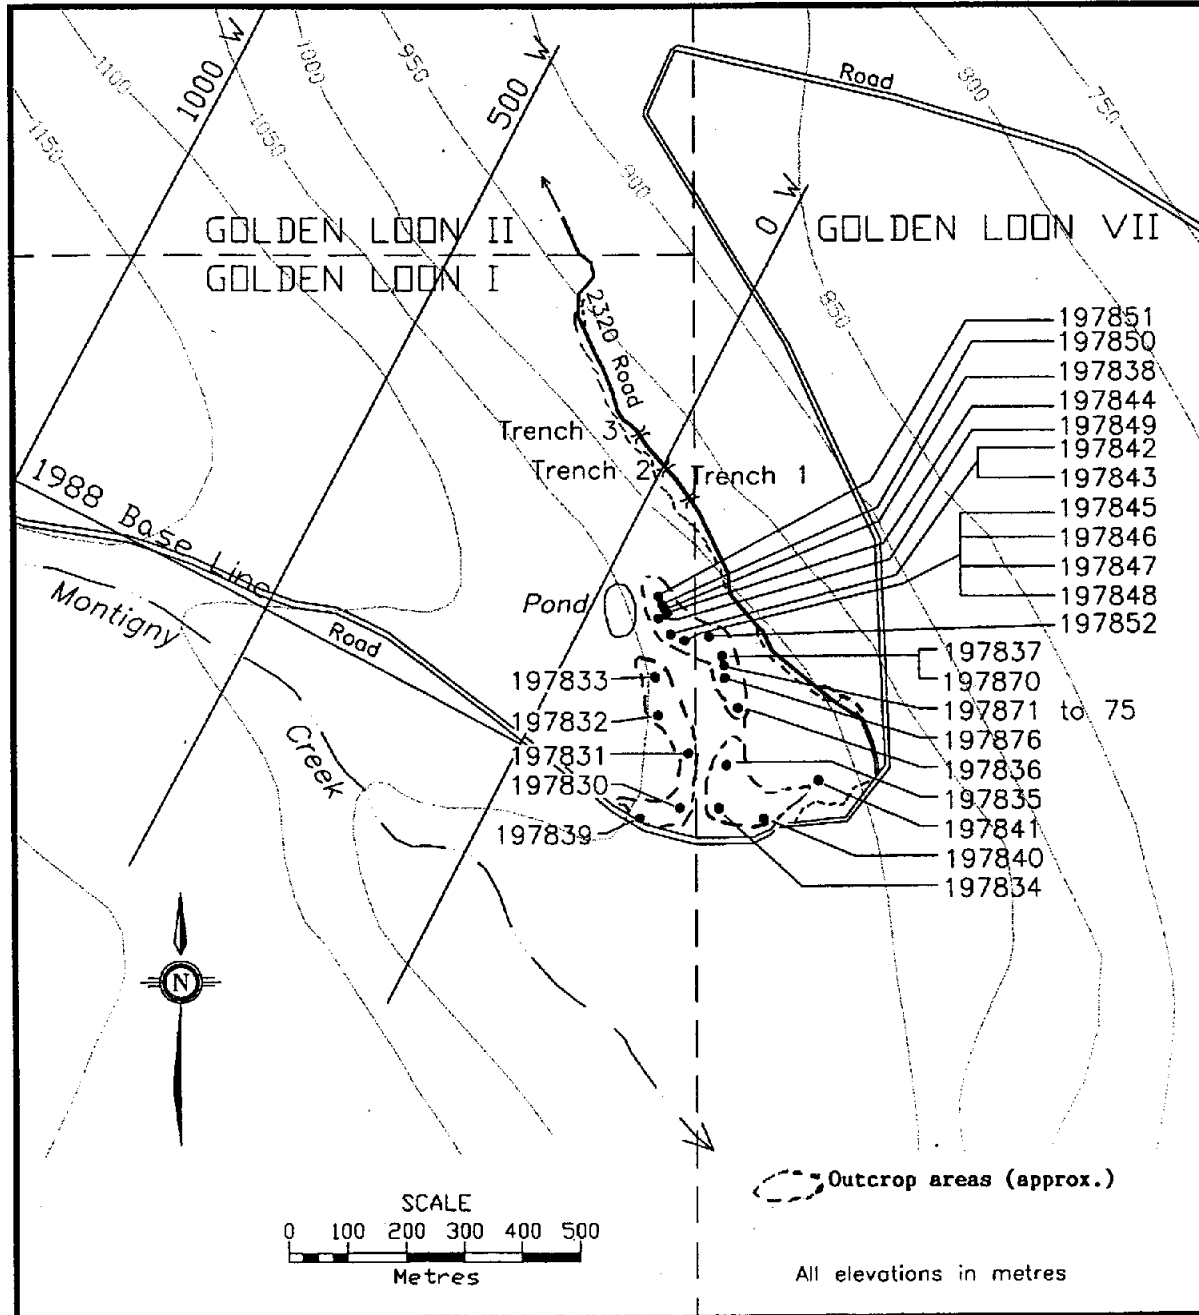 1000 W
500 W
0 W
1100
1150
1050
1000
950
900
850
800
750
Road
GOLDEN LOON II
GOLDEN LOON I
GOLDEN LOON VII
2320 Road
Trench 3
Trench 2
Trench 1
1988 Base Line
Road
Montigny
Creek
Pond
197851
197850
197838
197844
197849
197842
197843
197845
197846
197847
197848
197852
197837
197870
197871 to 75
197876
197836
197835
197841
197840
197834
197833
197832
197831
197830
197839
N
Outcrop areas (approx.)
SCALE
0 100 200 300 400 500
Metres
All elevations in metres